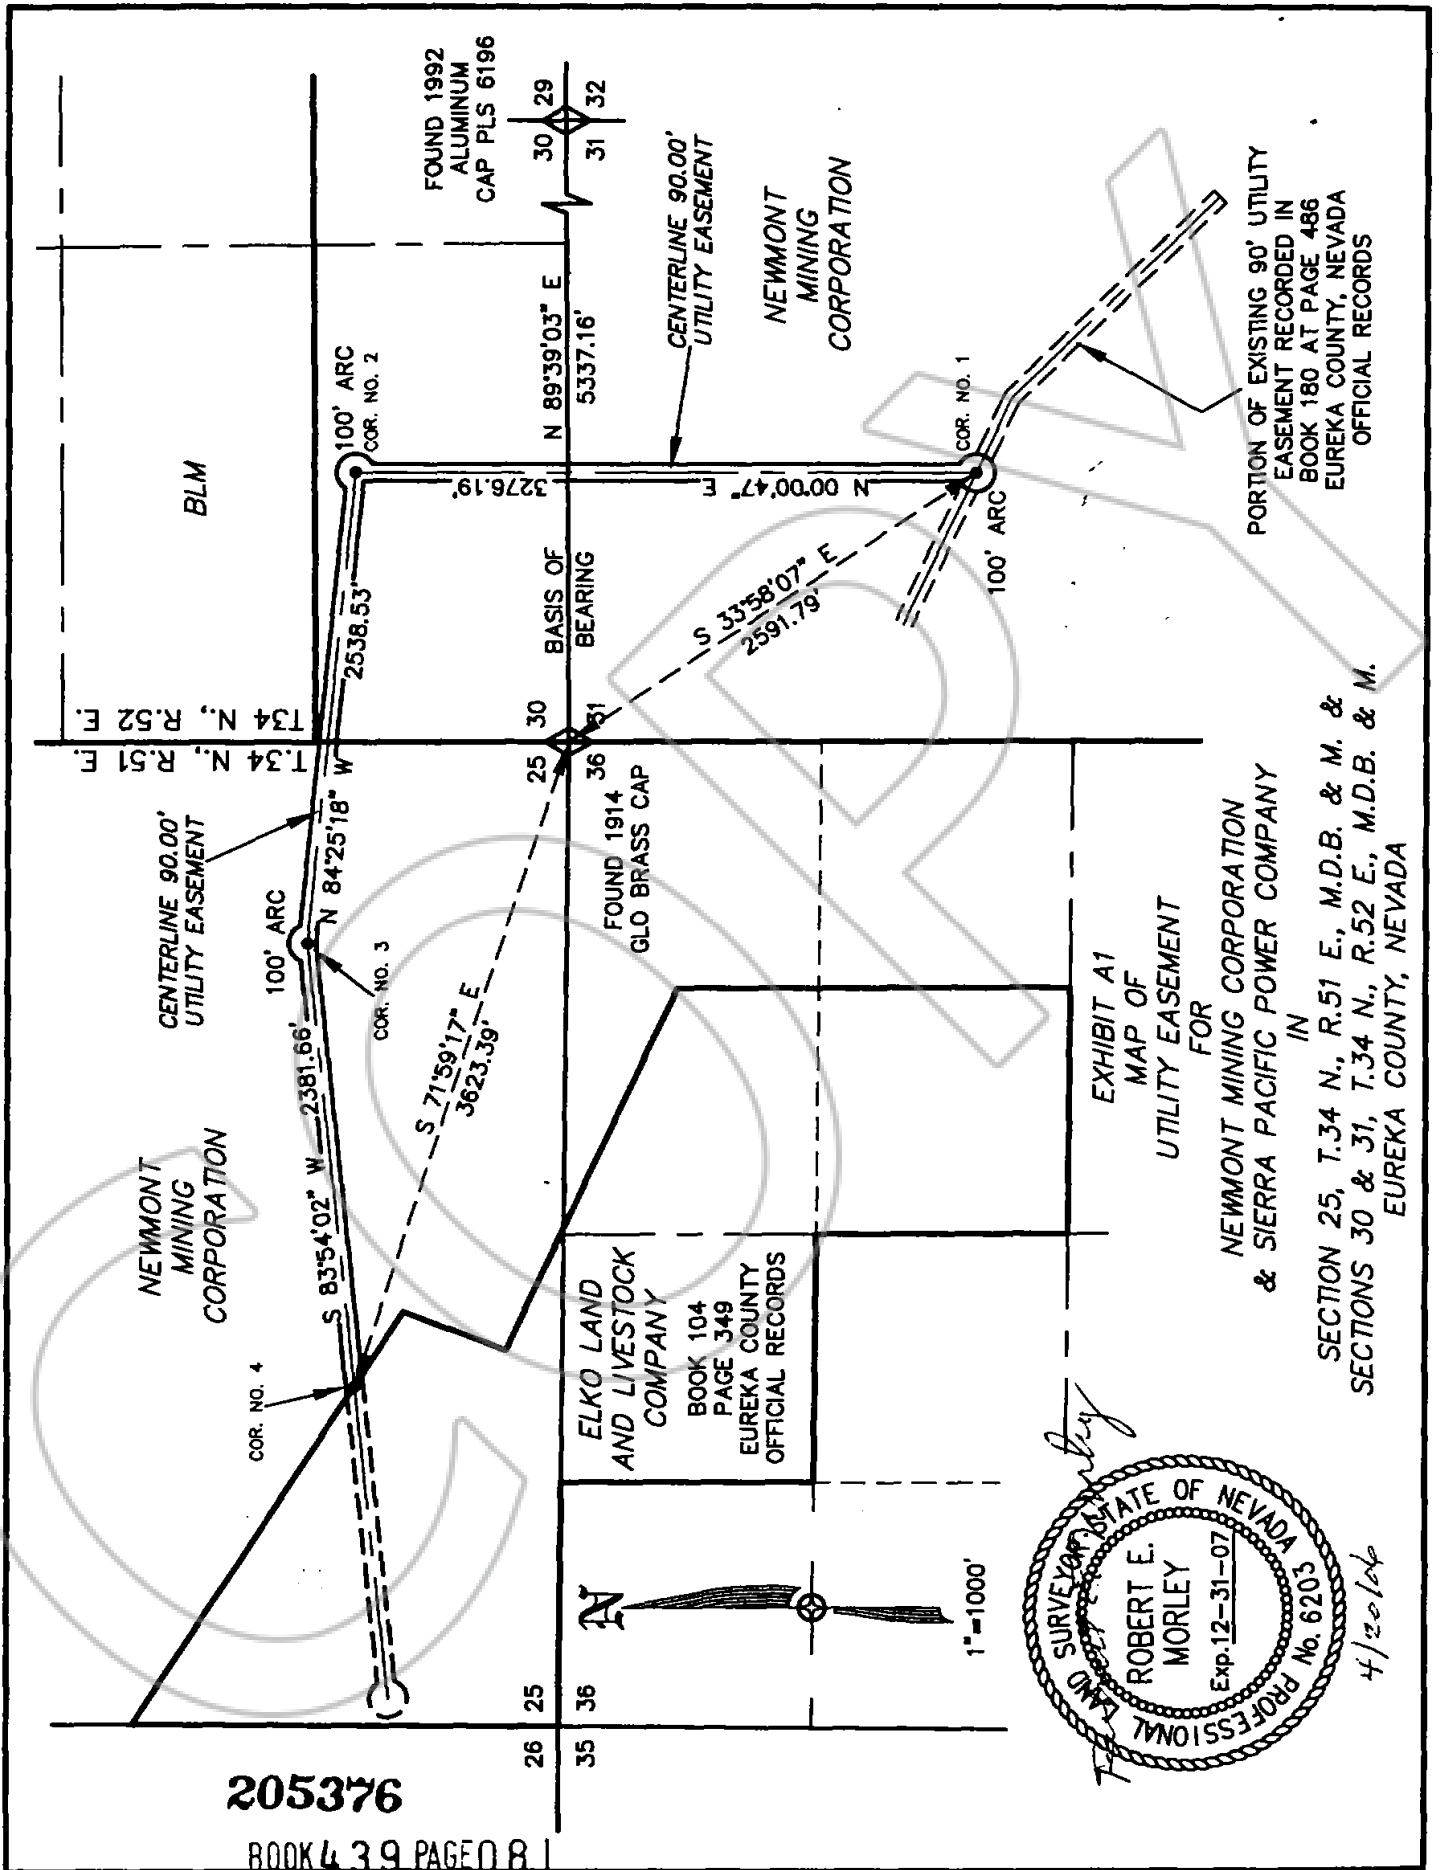 T.34 N., R.51 E.
T34 N., R.52 E.
BLM
FOUND 1992
ALUMINUM
CAP PLS 6196
30 29
31 32
CENTERLINE 90.00'
UTILITY EASEMENT
100' ARC
COR. NO. 3
N 84°25'18" W
2538.53'
100' ARC
COR. NO. 2
NEWMONT
MINING
CORPORATION
COR. NO. 4
S 83°54'02" W 2381.66'
S 71°59'17" E
3623.39'
25 30
36 31
FOUND 1914
GLO BRASS CAP
BASIS OF
BEARING
N 89°39'03" E
5337.16'
CENTERLINE 90.00'
UTILITY EASEMENT
NEWMONT
MINING
CORPORATION
N 00°00'47" E
3276.19'
S 33°58'07" E
2591.79'
COR. NO. 1
100' ARC
PORTION OF EXISTING 90' UTILITY
EASEMENT RECORDED IN
BOOK 180 AT PAGE 486
EUREKA COUNTY, NEVADA
OFFICIAL RECORDS
26 25
35 36
ELKO LAND
AND LIVESTOCK
COMPANY
BOOK 104
PAGE 349
EUREKA COUNTY
OFFICIAL RECORDS
N
1"=1000'
EXHIBIT A1
MAP OF
UTILITY EASEMENT
FOR
NEWMONT MINING CORPORATION
& SIERRA PACIFIC POWER COMPANY
IN
SECTION 25, T.34 N., R.51 E., M.D.B. & M. &
SECTIONS 30 & 31, T.34 N., R.52 E., M.D.B. & M.
EUREKA COUNTY, NEVADA
PROFESSIONAL LAND SURVEYOR STATE OF NEVADA
ROBERT E.
MORLEY
Exp. 12-31-07
No. 6203
4/20/06
COPY
205376
BOOK 439 PAGE 081